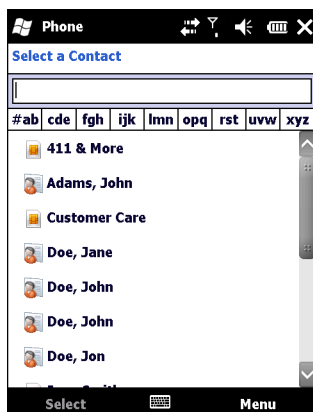 Phone
Select a Contact
#ab cde fgh ijk lmn opq rst uvw xyz
411 & More
Adams, John
Customer Care
Doe, Jane
Doe, John
Doe, John
Doe, Jon
Select Menu